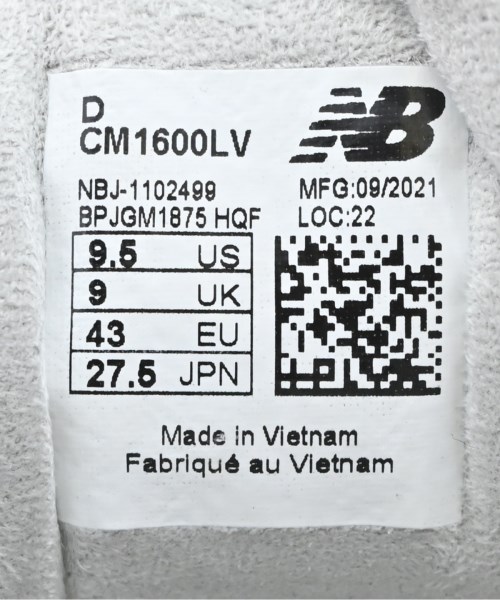 D
CM1600LV
NB
NBJ-1102499
BPJGM1875 HQF
MFG:09/2021
LOC:22
9.5 US
9 UK
43 EU
27.5 JPN
Made in Vietnam
Fabriqué au Vietnam